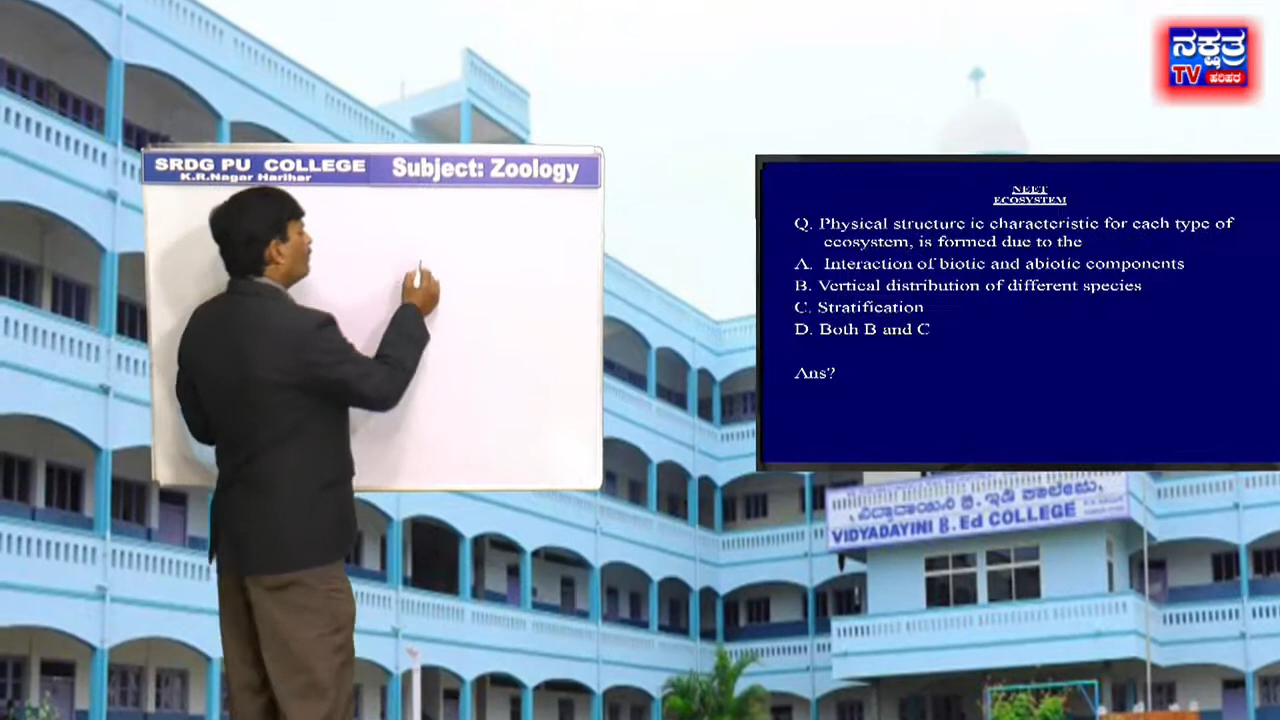 ನಕ್ಷತ್ರ
TV ಹರಿಹರ
SRDG PU COLLEGE
K.R.Nagar Harihar
Subject: Zoology
NEET
ECOSYSTEM
Q. Physical structure ie characteristic for each type of
ecosystem, is formed due to the
A. Interaction of biotic and abiotic components
B. Vertical distribution of different species
C. Stratification
D. Both B and C
Ans?
VIDYADAYINI B.Ed COLLEGE